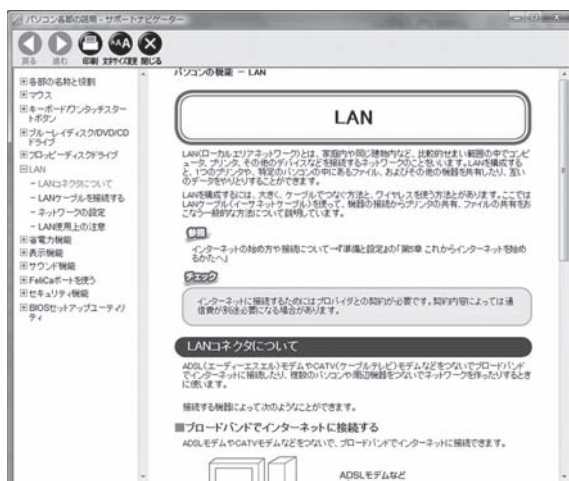 パソコン各部の説明 - サポートナビゲーター
戻る 進む 印刷 文字サイズ変更 閉じる
各部の名称と役割
マウス
キーボード/ワンタッチスター
トボタン
ブルーレイディスク/DVD/CD
ドライブ
フロッピーディスクドライブ
LAN
- LANコネクタについて
- LANケーブルを接続する
- ネットワークの設定
- LAN使用上の注意
省電力機能
表示機能
サウンド機能
FeliCaポートを使う
セキュリティ機能
BIOSセットアップユーティリ
ティ
パソコンの機能 - LAN
LAN
LAN(ローカルエリアネットワーク)とは、家庭内や同じ建物内など、比較的せまい範囲の中でコンピ
ュータ、プリンタ、その他のデバイスなどを接続するネットワークのことをいいます。LANを構成する
と、1つのプリンタや、特定のパソコンの中にあるファイル、およびその他の機器を共有したり、互い
のデータをやりとりすることができます。
LANを構成するには、大きく、ケーブルでつなぐ方法と、ワイヤレスを使う方法とがあります。ここでは
LANケーブル(イーサネットケーブル)を使って、機器の接続からプリンタの共有、ファイルの共有をお
こなう一般的な方法について説明しています。
参照
インターネットの始め方や接続について→『準備と設定』の「第5章 これからインターネットを始め
るかたへ」
チェック
インターネットに接続するためにはプロバイダとの契約が必要です。契約内容によっては通
信費が別途必要になる場合があります。
LANコネクタについて
ADSL(エーディーエスエル)モデムやCATV(ケーブルテレビ)モデムなどをつないでブロードバンド
でインターネットに接続したり、複数のパソコンや周辺機器をつないでネットワークを作ったりするとき
に使います。
接続する機器によって次のようなことができます。
■ブロードバンドでインターネットに接続する
ADSLモデムやCATVモデムなどをつないで、ブロードバンドでインターネットに接続できます。
ADSLモデムなど